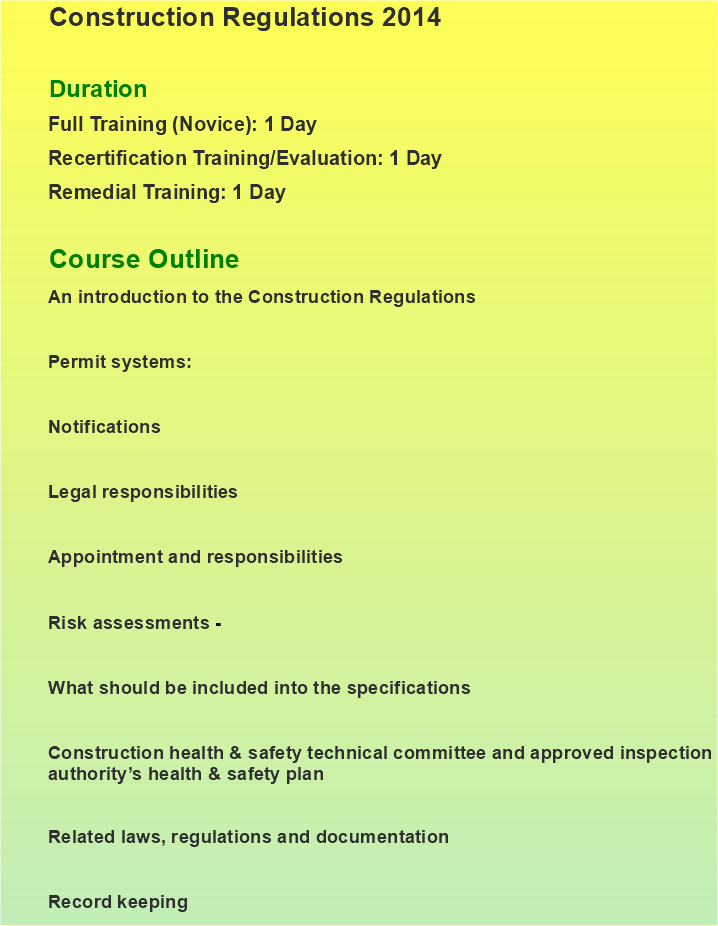 Construction Regulations 2014
Duration
Full Training (Novice): 1 Day
Recertification Training/Evaluation: 1 Day
Remedial Training: 1 Day
Course Outline
An introduction to the Construction Regulations
Permit systems:
Notifications
Legal responsibilities
Appointment and responsibilities
Risk assessments -
What should be included into the specifications
Construction health & safety technical committee and approved inspection
authority’s health & safety plan
Related laws, regulations and documentation
Record keeping